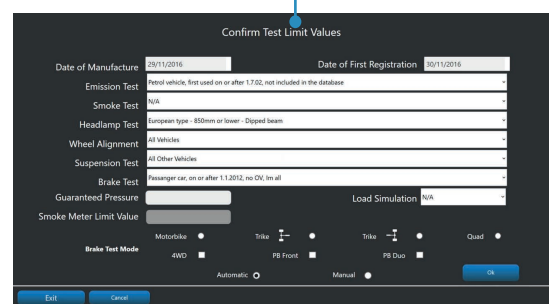 Confirm Test Limit Values
Date of Manufacture 29/11/2016 Date of First Registration 30/11/2016
Emission Test Petrol vehicle, first used on or after 1.7.02, not included in the database
Smoke Test N/A
Headlamp Test European type - 850mm or lower - Dipped beam
Wheel Alignment All Vehicles
Suspension Test All Other Vehicles
Brake Test Passanger car, on or after 1.1.2012, no OV, lm all
Guaranteed Pressure Load Simulation N/A
Smoke Meter Limit Value
Motorbike Trike Trike Quad
Brake Test Mode
4WD PB Front PB Duo
Automatic Manual Ok
Exit Cancel